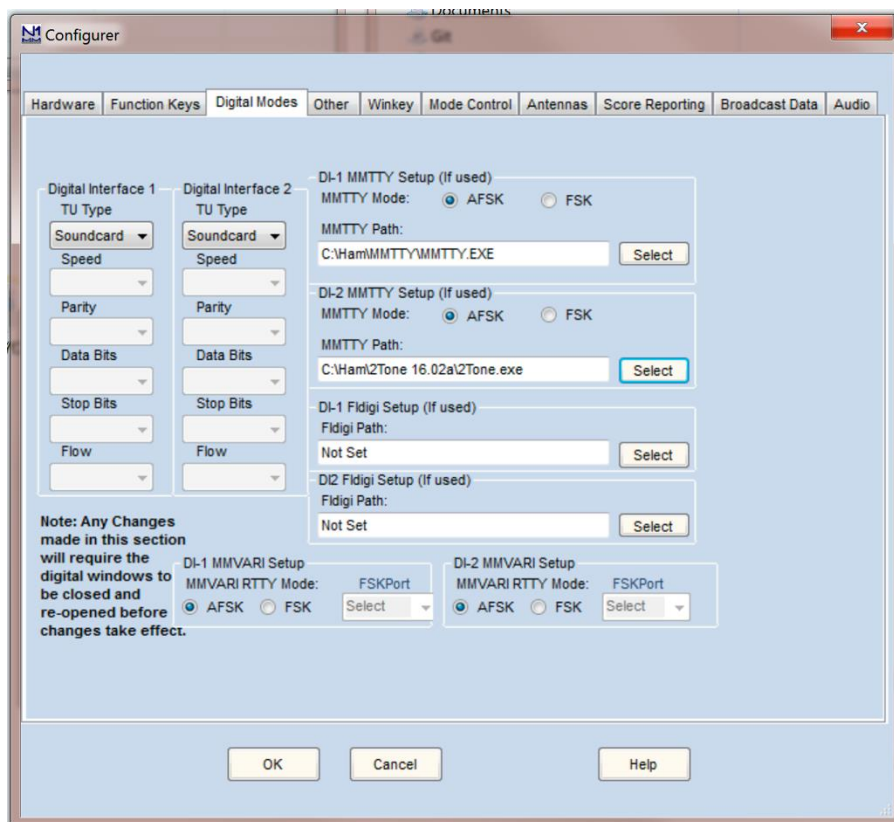 Documents
Git
N1
MM
Configurer
Hardware Function Keys Digital Modes Other Winkey Mode Control Antennas Score Reporting Broadcast Data Audio
Digital Interface 1
TU Type
Soundcard
Speed
Parity
Data Bits
Stop Bits
Flow
Digital Interface 2
TU Type
Soundcard
Speed
Parity
Data Bits
Stop Bits
Flow
DI-1 MMTTY Setup (If used)
MMTTY Mode: AFSK FSK
MMTTY Path:
C:\Ham\MMTTY\MMTTY.EXE Select
DI-2 MMTTY Setup (If used)
MMTTY Mode: AFSK FSK
MMTTY Path:
C:\Ham\2Tone 16.02a\2Tone.exe Select
DI-1 Fldigi Setup (If used)
Fldigi Path:
Not Set Select
DI2 Fldigi Setup (If used)
Fldigi Path:
Not Set Select
Note: Any Changes
made in this section
will require the
digital windows to
be closed and
re-opened before
changes take effect.
DI-1 MMVARI Setup
MMVARI RTTY Mode: FSKPort
AFSK FSK Select
DI-2 MMVARI Setup
MMVARI RTTY Mode: FSKPort
AFSK FSK Select
OK Cancel Help